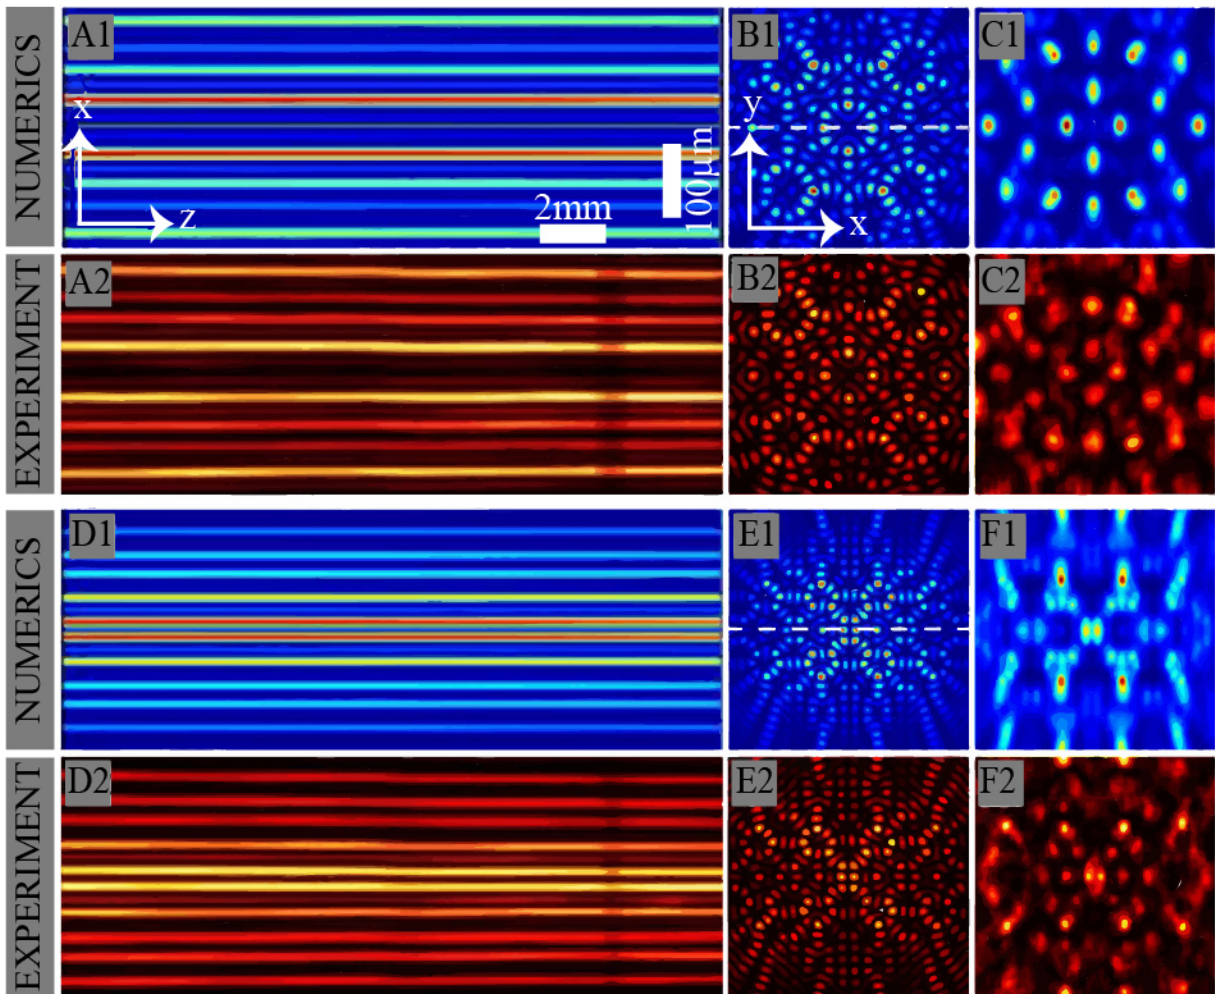 NUMERICS
A1
x
z
2mm
100μm
B1
y
x
C1
EXPERIMENT
A2
B2
C2
NUMERICS
D1
E1
F1
EXPERIMENT
D2
E2
F2